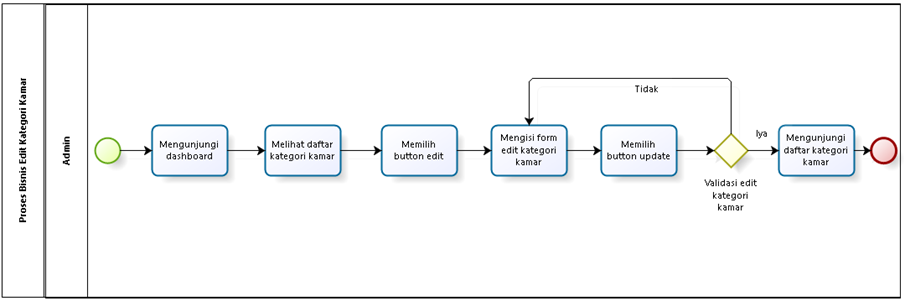 Proses Bisnis Edit Kategori Kamar
Admin
Mengunjungi
dashboard
Melihat daftar
kategori kamar
Memilih
button edit
Mengisi form
edit kategori
kamar
Memilih
button update
Tidak
Validasi edit
kategori
kamar
Iya
Mengunjungi
daftar kategori
kamar